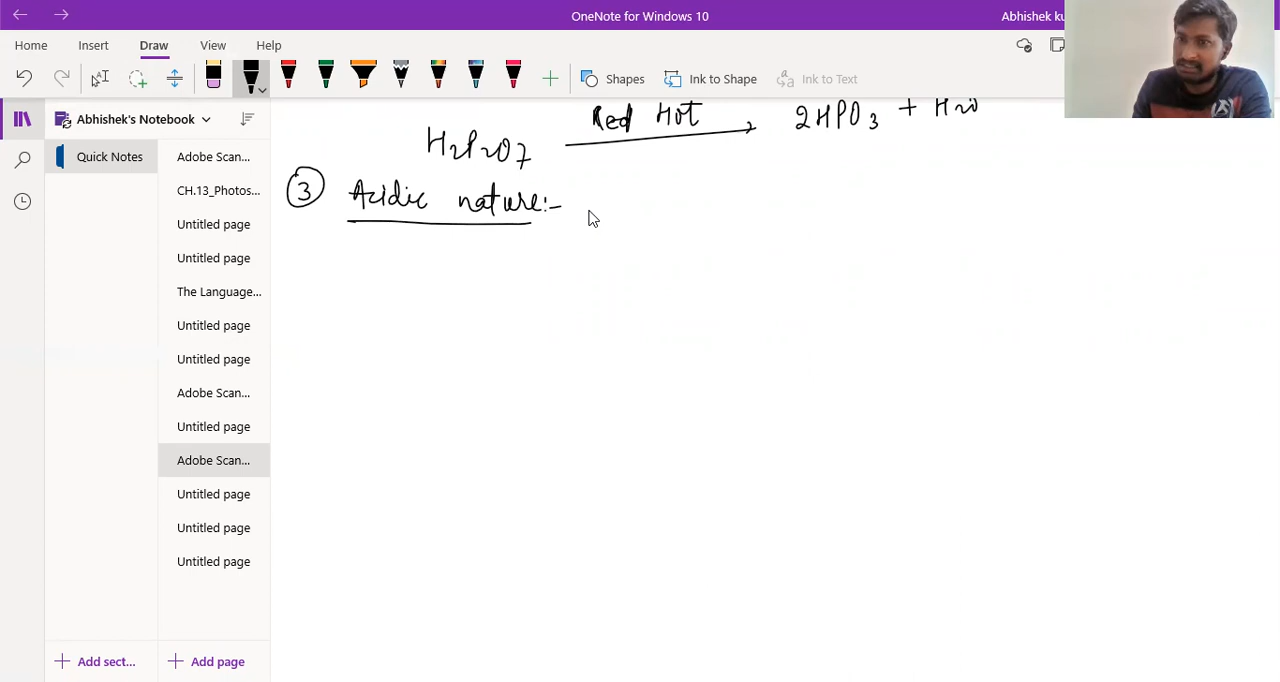 OneNote for Windows 10
Abhishek ku
Home Insert Draw View Help
Shapes Ink to Shape Ink to Text
Abhishek's Notebook
Quick Notes
Adobe Scan...
CH.13_Photos...
Untitled page
Untitled page
The Language...
Untitled page
Untitled page
Adobe Scan...
Untitled page
Adobe Scan...
Untitled page
Untitled page
Untitled page
Add sect...
Add page
H2P2O7 Red Hot → 2HPO3 + H2O
③ Acidic nature:-